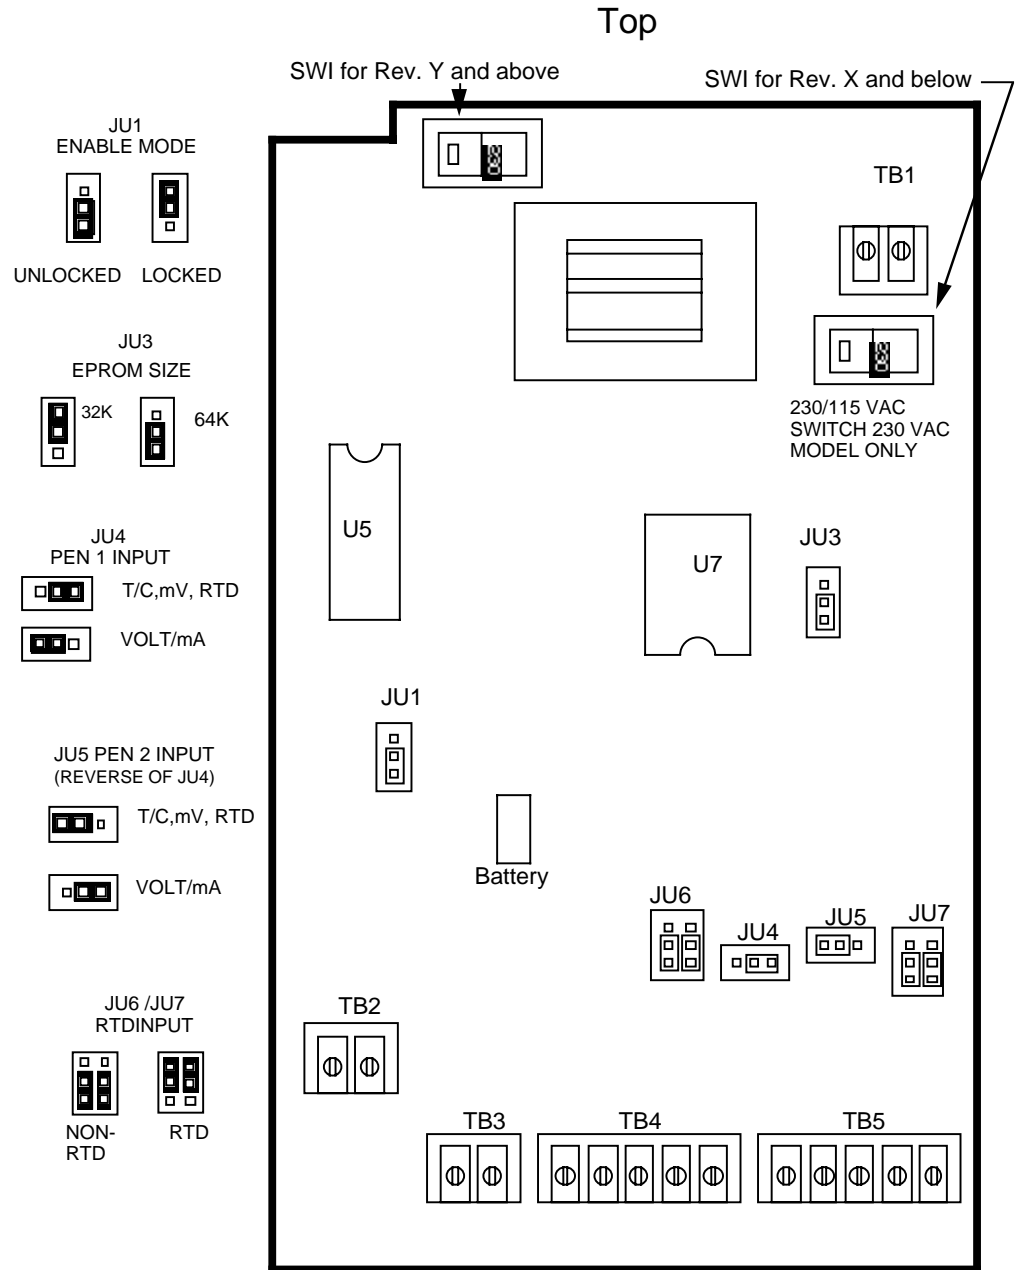 Top
SWI for Rev. Y and above
SWI for Rev. X and below
JU1
ENABLE MODE
UNLOCKED
LOCKED
TB1
JU3
EPROM SIZE
32K
64K
230/115 VAC
SWITCH 230 VAC
MODEL ONLY
JU4
PEN 1 INPUT
T/C,mV, RTD
VOLT/mA
U5
U7
JU3
JU1
JU5 PEN 2 INPUT
(REVERSE OF JU4)
T/C,mV, RTD
VOLT/mA
Battery
JU6
JU4
JU5
JU7
JU6 /JU7
RTDINPUT
NON-
RTD
RTD
TB2
TB3
TB4
TB5